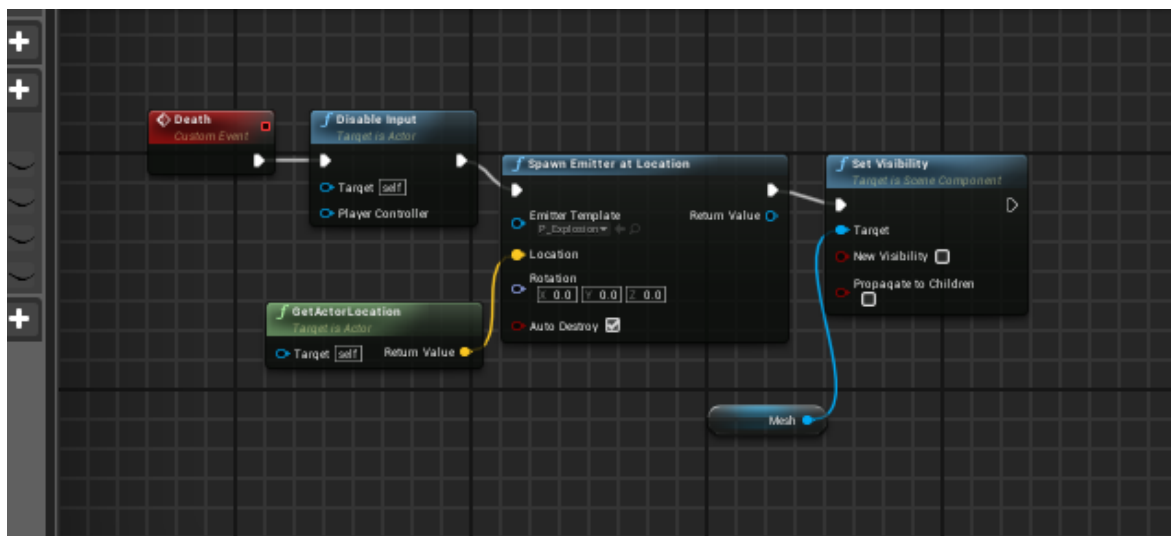 Death
Custom Event
Disable Input
Target is Actor
Target self
Player Controller
Spawn Emitter at Location
Emitter Template
P_Explosion
Return Value
Location
Rotation
X 0.0 Y 0.0 Z 0.0
Auto Destroy
Set Visibility
Target is Scene Component
Target
New Visibility
Propagate to Children
GetActorLocation
Target is Actor
Target self Return Value
Mesh